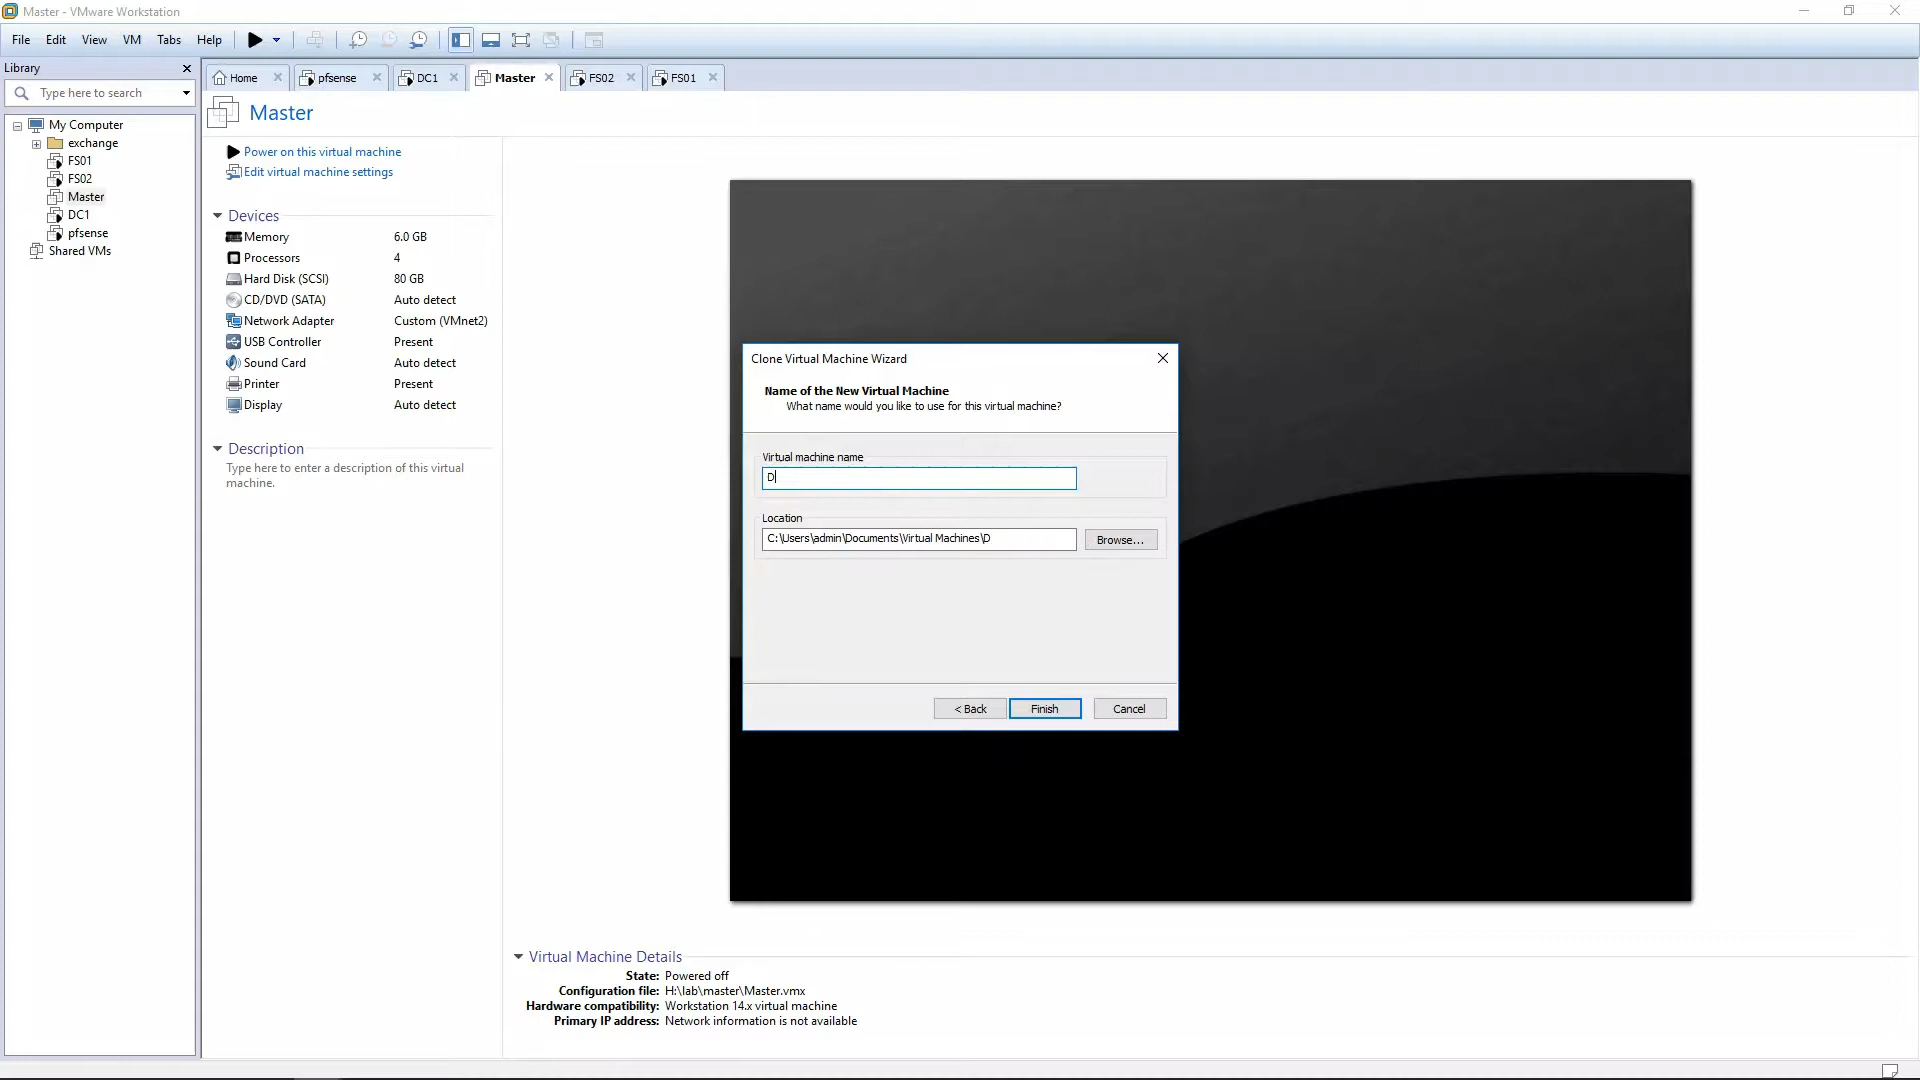 Master - VMware Workstation
File Edit View VM Tabs Help
Library
Type here to search
My Computer
exchange
FS01
FS02
Master
DC1
pfsense
Shared VMs
Home pfsense DC1 Master FS02 FS01
Master
Power on this virtual machine
Edit virtual machine settings
Devices
Memory 6.0 GB
Processors 4
Hard Disk (SCSI) 80 GB
CD/DVD (SATA) Auto detect
Network Adapter Custom (VMnet2)
USB Controller Present
Sound Card Auto detect
Printer Present
Display Auto detect
Description
Type here to enter a description of this virtual
machine.
Clone Virtual Machine Wizard
Name of the New Virtual Machine
What name would you like to use for this virtual machine?
Virtual machine name
D
Location
C:\Users\admin\Documents\Virtual Machines\D
Browse...
< Back Finish Cancel
Virtual Machine Details
State: Powered off
Configuration file: H:\lab\master\Master.vmx
Hardware compatibility: Workstation 14.x virtual machine
Primary IP address: Network information is not available